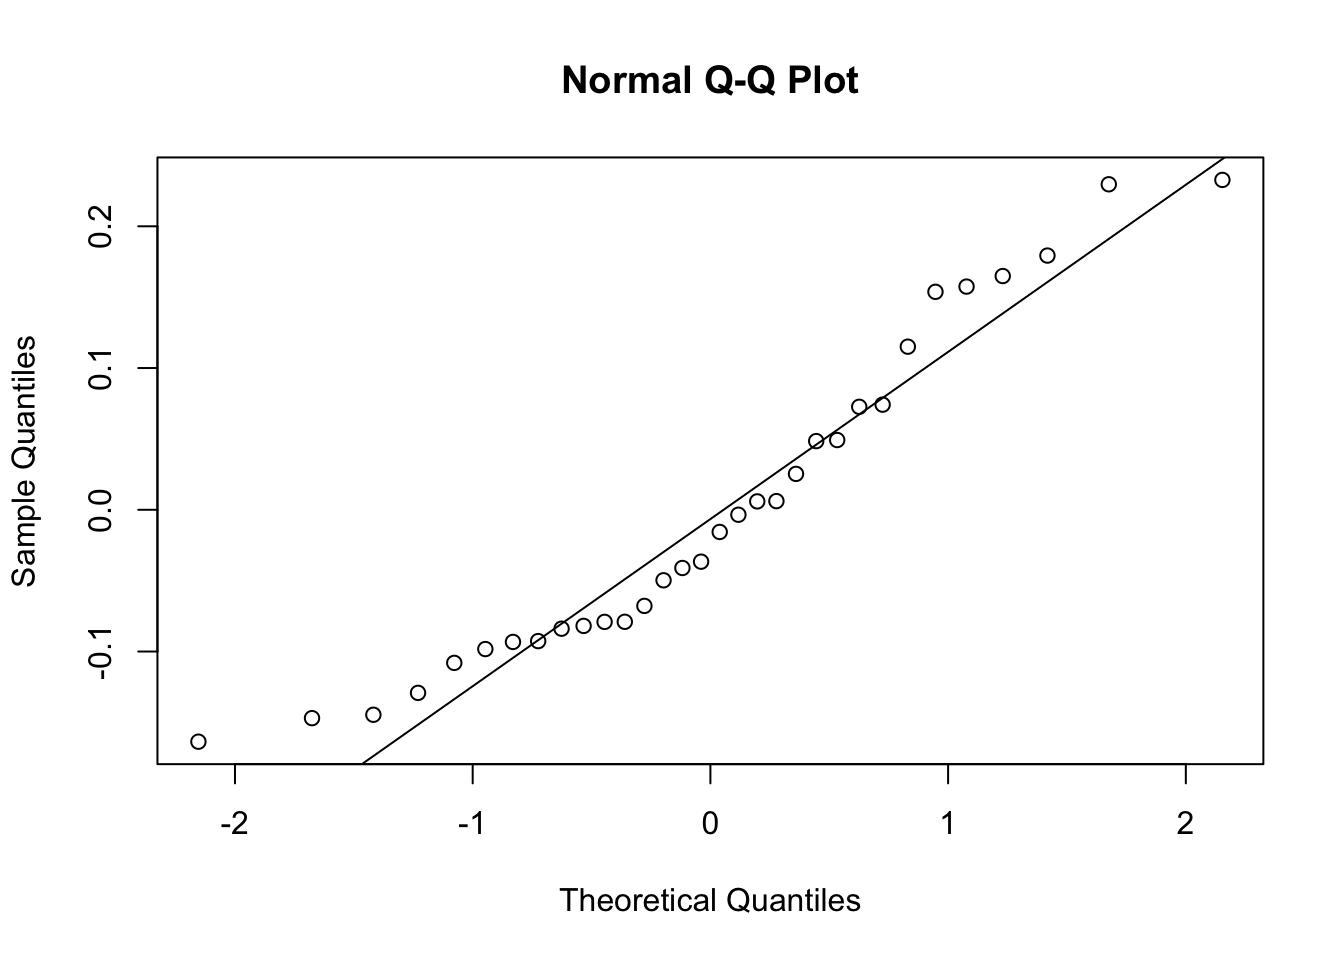 Normal Q-Q Plot
Sample Quantiles
0.2
0.1
0.0
-0.1
-2 -1 0 1 2
Theoretical Quantiles